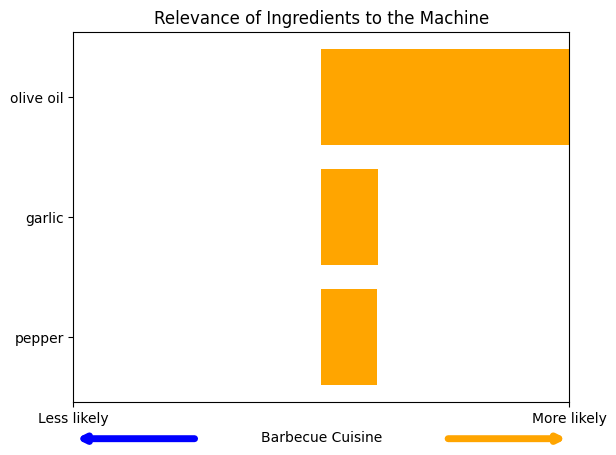 Relevance of Ingredients to the Machine
olive oil
garlic
pepper
Less likely
More likely
Barbecue Cuisine